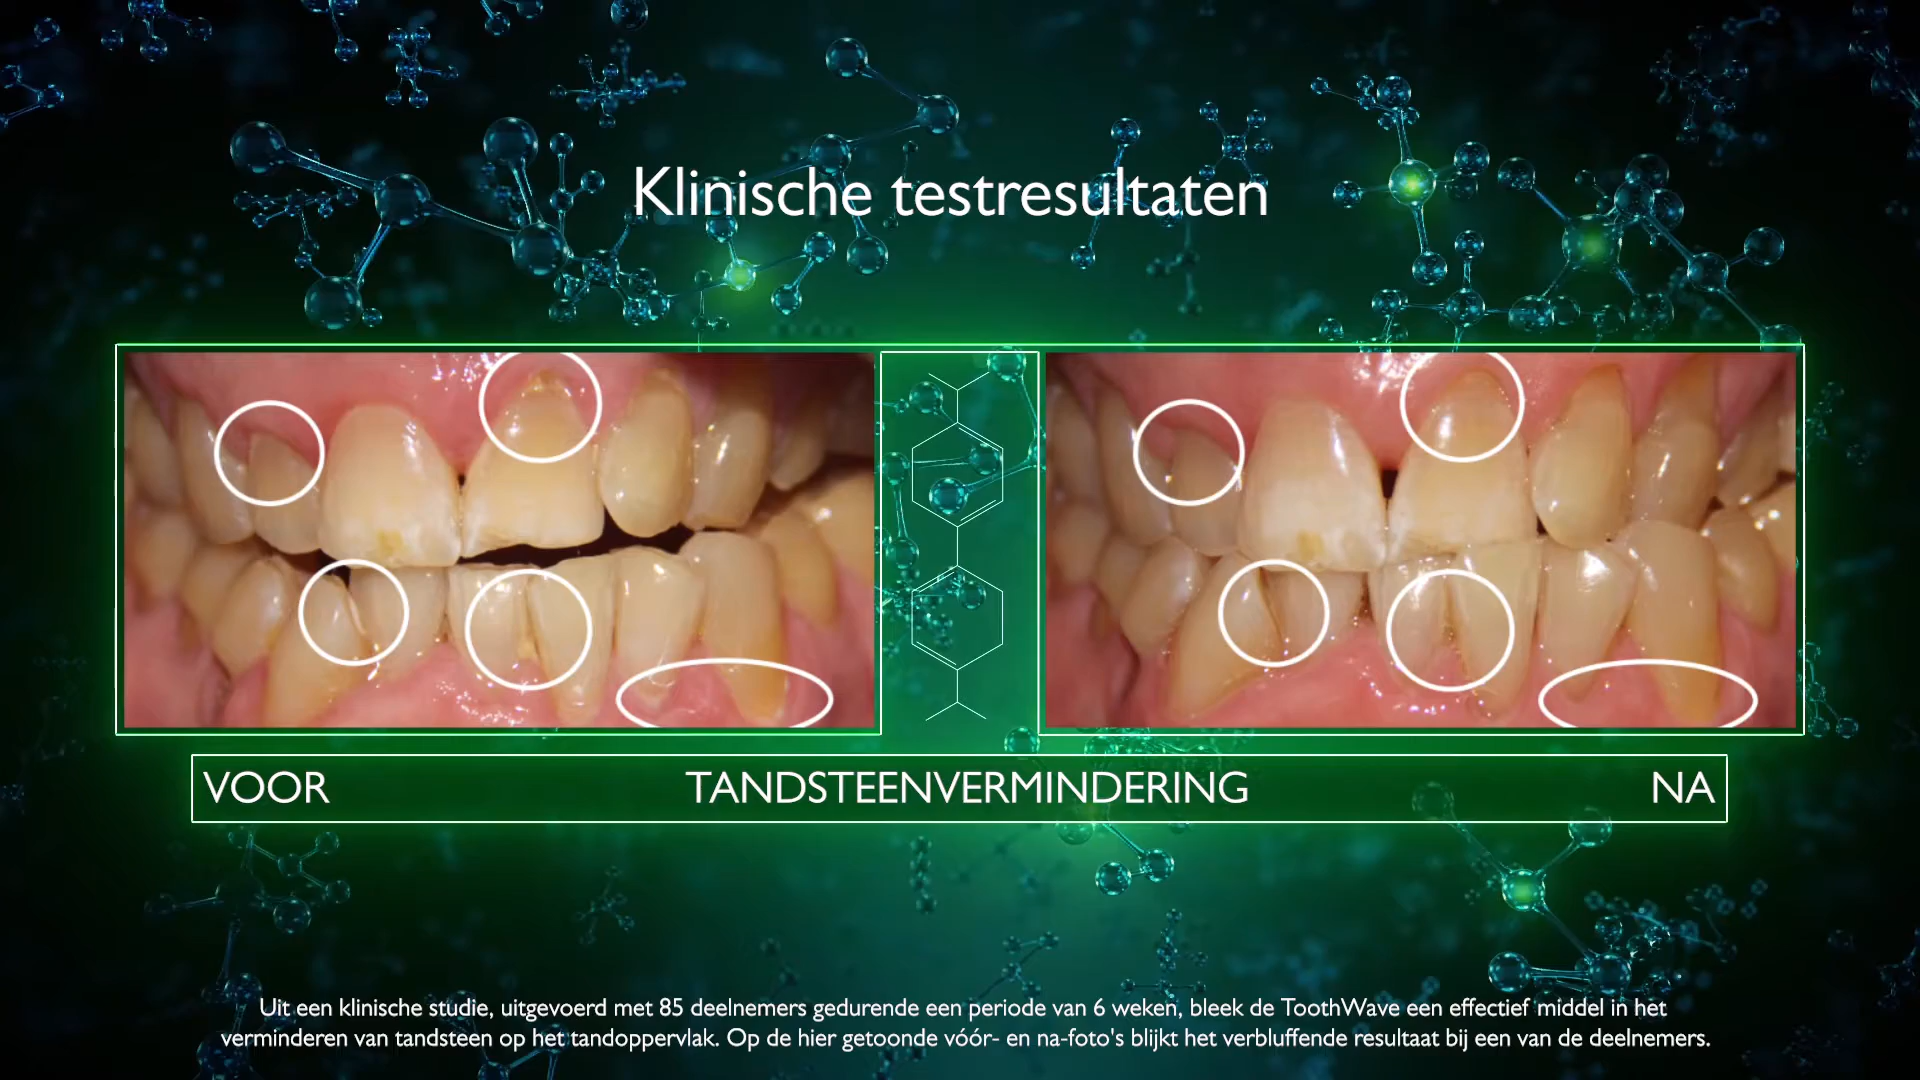 Klinische testresultaten
VOOR TANDSTEENVERMINDERING NA
Uit een klinische studie, uitgevoerd met 85 deelnemers gedurende een periode van 6 weken, bleek de ToothWave een effectief middel in het
verminderen van tandsteen op het tandoppervlak. Op de hier getoonde vóór- en na-foto's blijkt het verbluffende resultaat bij een van de deelnemers.